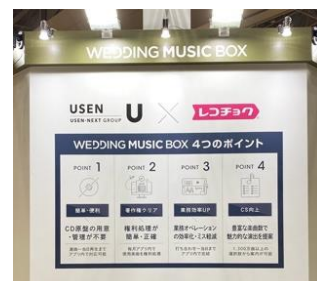 WEDDING MUSIC BOX
USEN
USEN-NEXT GROUP
U
×
レコチョク
WEDDING MUSIC BOX 4つのポイント
POINT 1
POINT 2
POINT 3
POINT 4
簡単・便利
著作権クリア
業務効率UP
CS向上
CD原盤の用意
・管理が不要
権利処理が
簡単・正確
業務オペレーション
の効率化・ミス軽減
豊富な楽曲数で
魅力的な演出を提案